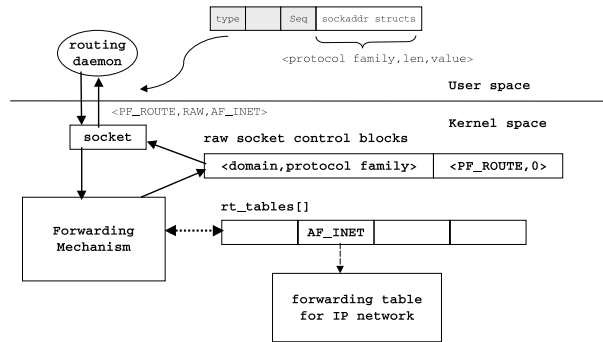 type Seq sockaddr structs
<protocol family,len,value>
routing
daemon
User space
<PF_ROUTE,RAW,AF_INET>
Kernel space
socket
raw socket control blocks
<domain,protocol family> <PF_ROUTE,0>
rt_tables[]
Forwarding
Mechanism
AF_INET
forwarding table
for IP network